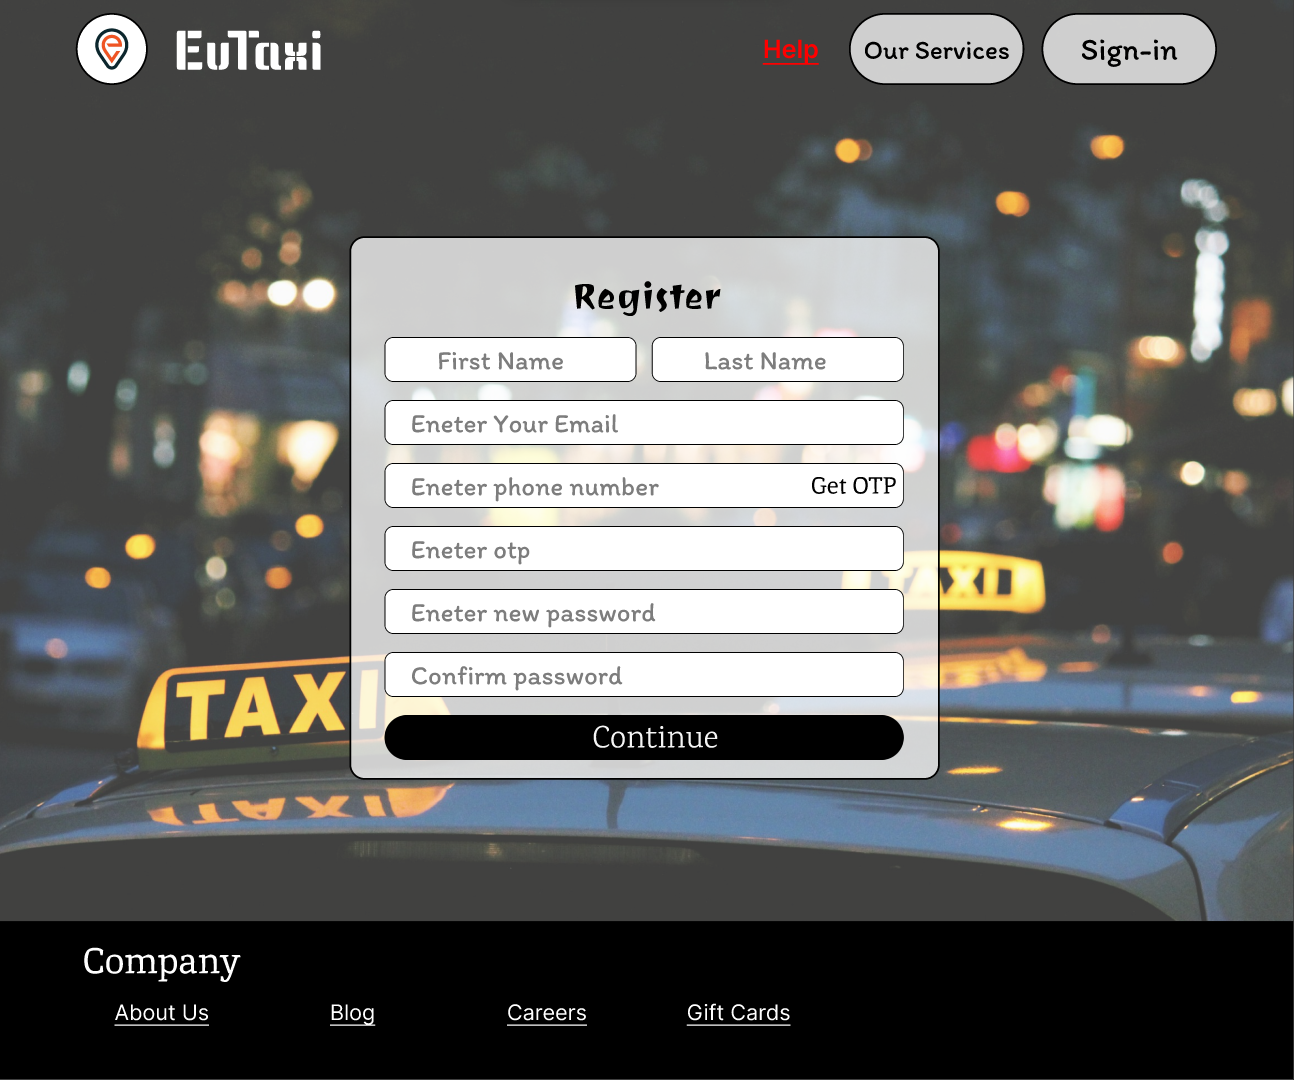 EvTaxi
Help
Our Services
Sign-in
Register
First Name
Last Name
Eneter Your Email
Eneter phone number
Get OTP
Eneter otp
TAXI
Eneter new password
Confirm password
TAXI
Continue
Company
About Us
Blog
Careers
Gift Cards